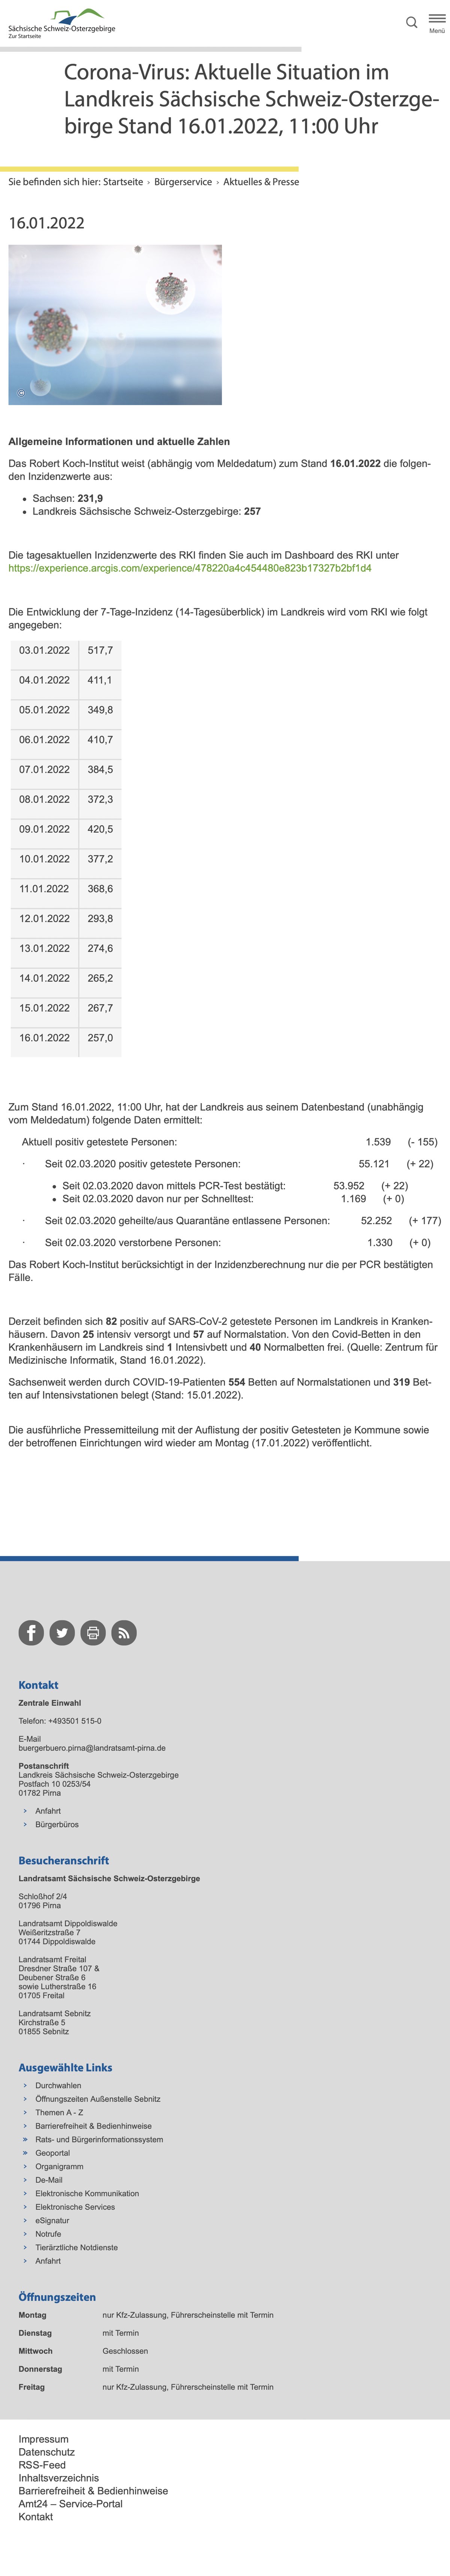 Sächsische Schweiz-Osterzgebirge
Zur Startseite
Menü
Corona-Virus: Aktuelle Situation im
Landkreis Sächsische Schweiz-Osterzge-
birge Stand 16.01.2022, 11:00 Uhr
Sie befinden sich hier: Startseite › Bürgerservice › Aktuelles & Presse
16.01.2022
©
Allgemeine Informationen und aktuelle Zahlen
Das Robert Koch-Institut weist (abhängig vom Meldedatum) zum Stand 16.01.2022 die folgen-
den Inzidenzwerte aus:
• Sachsen: 231,9
• Landkreis Sächsische Schweiz-Osterzgebirge: 257
Die tagesaktuellen Inzidenzwerte des RKI finden Sie auch im Dashboard des RKI unter
https://experience.arcgis.com/experience/478220a4c454480e823b17327b2bf1d4
Die Entwicklung der 7-Tage-Inzidenz (14-Tagesüberblick) im Landkreis wird vom RKI wie folgt
angegeben:
03.01.2022 517,7
04.01.2022 411,1
05.01.2022 349,8
06.01.2022 410,7
07.01.2022 384,5
08.01.2022 372,3
09.01.2022 420,5
10.01.2022 377,2
11.01.2022 368,6
12.01.2022 293,8
13.01.2022 274,6
14.01.2022 265,2
15.01.2022 267,7
16.01.2022 257,0
Zum Stand 16.01.2022, 11:00 Uhr, hat der Landkreis aus seinem Datenbestand (unabhängig
vom Meldedatum) folgende Daten ermittelt:
Aktuell positiv getestete Personen: 1.539 (- 155)
· Seit 02.03.2020 positiv getestete Personen: 55.121 (+ 22)
• Seit 02.03.2020 davon mittels PCR-Test bestätigt: 53.952 (+ 22)
• Seit 02.03.2020 davon nur per Schnelltest: 1.169 (+ 0)
· Seit 02.03.2020 geheilte/aus Quarantäne entlassene Personen: 52.252 (+ 177)
· Seit 02.03.2020 verstorbene Personen: 1.330 (+ 0)
Das Robert Koch-Institut berücksichtigt in der Inzidenzberechnung nur die per PCR bestätigten
Fälle.
Derzeit befinden sich 82 positiv auf SARS-CoV-2 getestete Personen im Landkreis in Kranken-
häusern. Davon 25 intensiv versorgt und 57 auf Normalstation. Von den Covid-Betten in den
Krankenhäusern im Landkreis sind 1 Intensivbett und 40 Normalbetten frei. (Quelle: Zentrum für
Medizinische Informatik, Stand 16.01.2022).
Sachsenweit werden durch COVID-19-Patienten 554 Betten auf Normalstationen und 319 Bet-
ten auf Intensivstationen belegt (Stand: 15.01.2022).
Die ausführliche Pressemitteilung mit der Auflistung der positiv Getesteten je Kommune sowie
der betroffenen Einrichtungen wird wieder am Montag (17.01.2022) veröffentlicht.
Kontakt
Zentrale Einwahl
Telefon: +493501 515-0
E-Mail
buergerbuero.pirna@landratsamt-pirna.de
Postanschrift
Landkreis Sächsische Schweiz-Osterzgebirge
Postfach 10 0253/54
01782 Pirna
› Anfahrt
› Bürgerbüros
Besucheranschrift
Landratsamt Sächsische Schweiz-Osterzgebirge
Schloßhof 2/4
01796 Pirna
Landratsamt Dippoldiswalde
Weißeritzstraße 7
01744 Dippoldiswalde
Landratsamt Freital
Dresdner Straße 107 &
Deubener Straße 6
sowie Lutherstraße 16
01705 Freital
Landratsamt Sebnitz
Kirchstraße 5
01855 Sebnitz
Ausgewählte Links
› Durchwahlen
› Öffnungszeiten Außenstelle Sebnitz
› Themen A - Z
› Barrierefreiheit & Bedienhinweise
» Rats- und Bürgerinformationssystem
» Geoportal
› Organigramm
› De-Mail
› Elektronische Kommunikation
› Elektronische Services
› eSignatur
› Notrufe
› Tierärztliche Notdienste
› Anfahrt
Öffnungszeiten
Montag nur Kfz-Zulassung, Führerscheinstelle mit Termin
Dienstag mit Termin
Mittwoch Geschlossen
Donnerstag mit Termin
Freitag nur Kfz-Zulassung, Führerscheinstelle mit Termin
Impressum
Datenschutz
RSS-Feed
Inhaltsverzeichnis
Barrierefreiheit & Bedienhinweise
Amt24 – Service-Portal
Kontakt